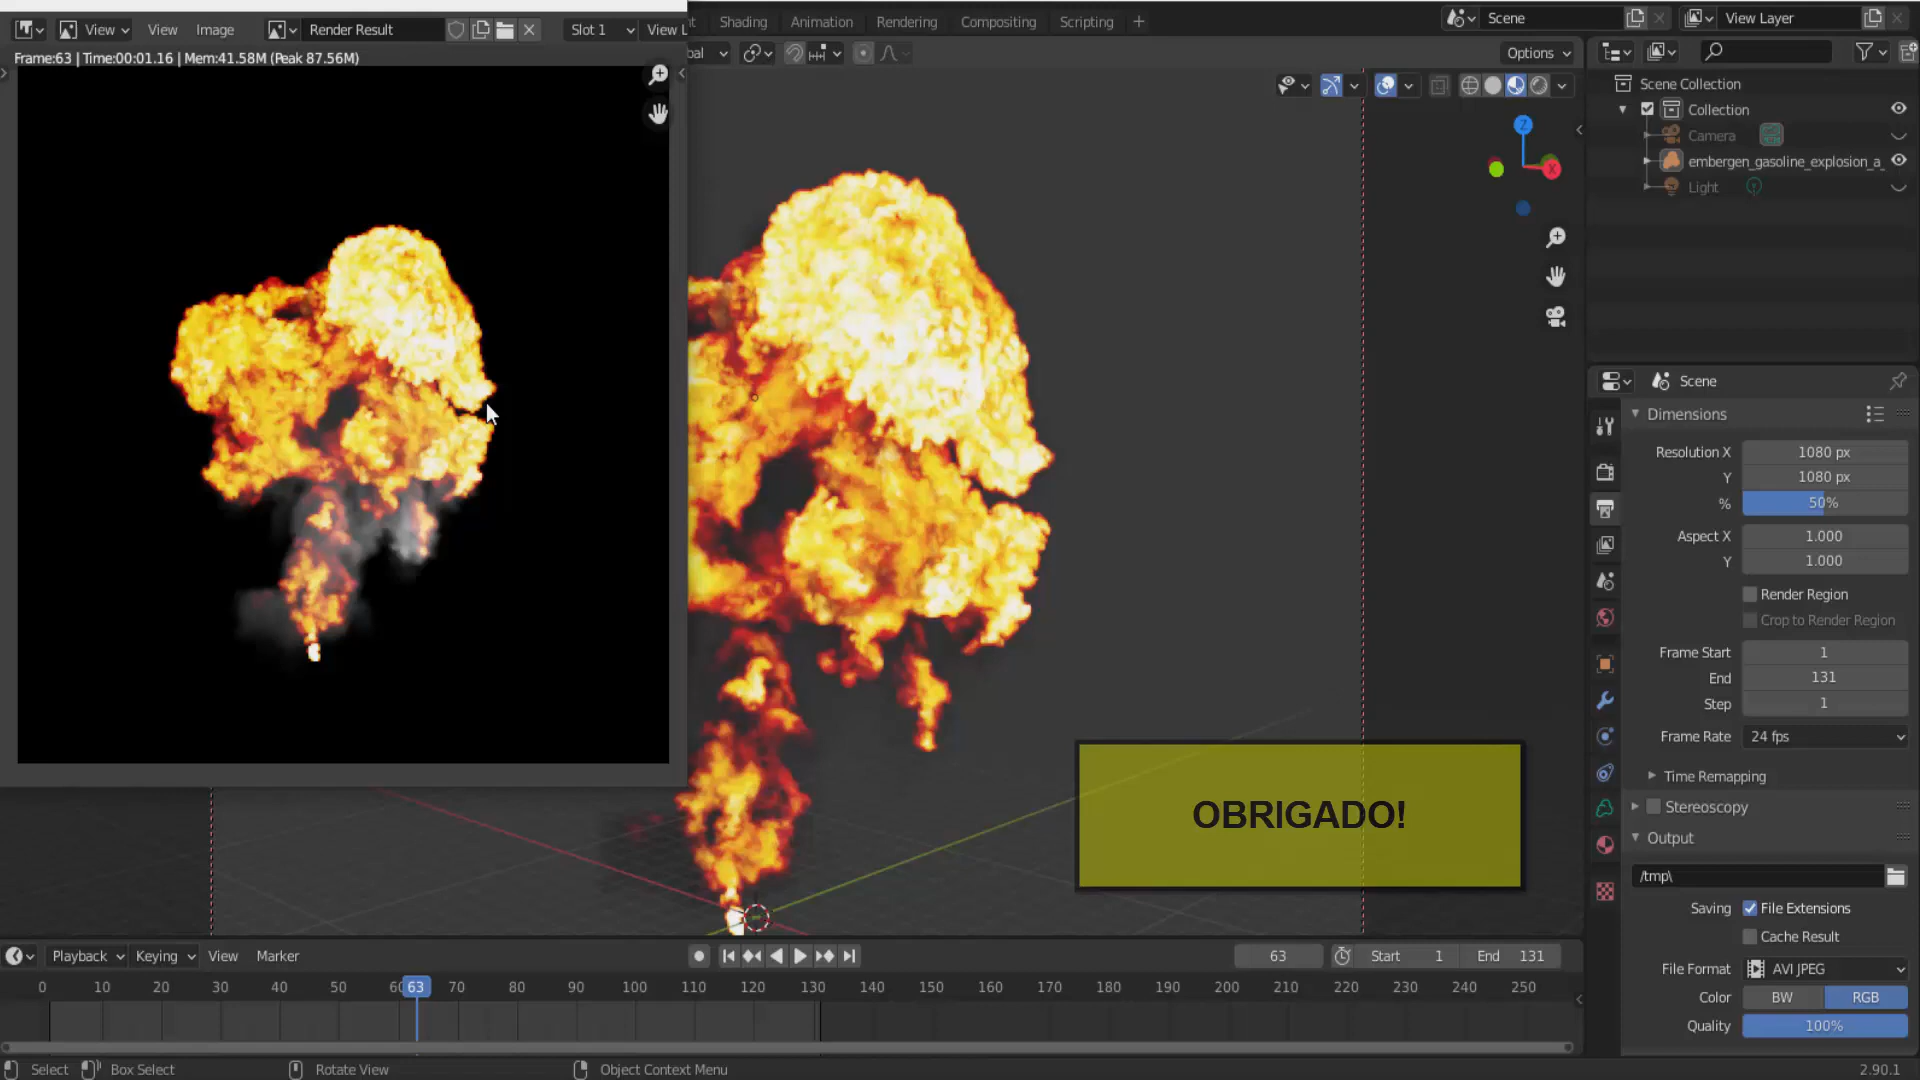 Shading Animation Rendering Compositing Scripting +
Scene
View Layer
View View Image Render Result Slot 1 View L
Options
Frame:63 | Time:00:01.16 | Mem:41.58M (Peak 87.56M)
Scene Collection
Collection
Camera
embergen_gasoline_explosion_a_
Light
Z
X
Scene
Dimensions
Resolution X 1080 px
Y 1080 px
% 50%
Aspect X 1.000
Y 1.000
Render Region
Crop to Render Region
Frame Start 1
End 131
Step 1
Frame Rate 24 fps
Time Remapping
Stereoscopy
OBRIGADO!
Output
/tmp\
Saving File Extensions
Cache Result
File Format AVI JPEG
Color BW RGB
Quality 100%
Playback Keying View Marker 63 Start 1 End 131
0 10 20 30 40 50 60 63 70 80 90 100 110 120 130 140 150 160 170 180 190 200 210 220 230 240 250
Select Box Select Rotate View Object Context Menu 2.90.1